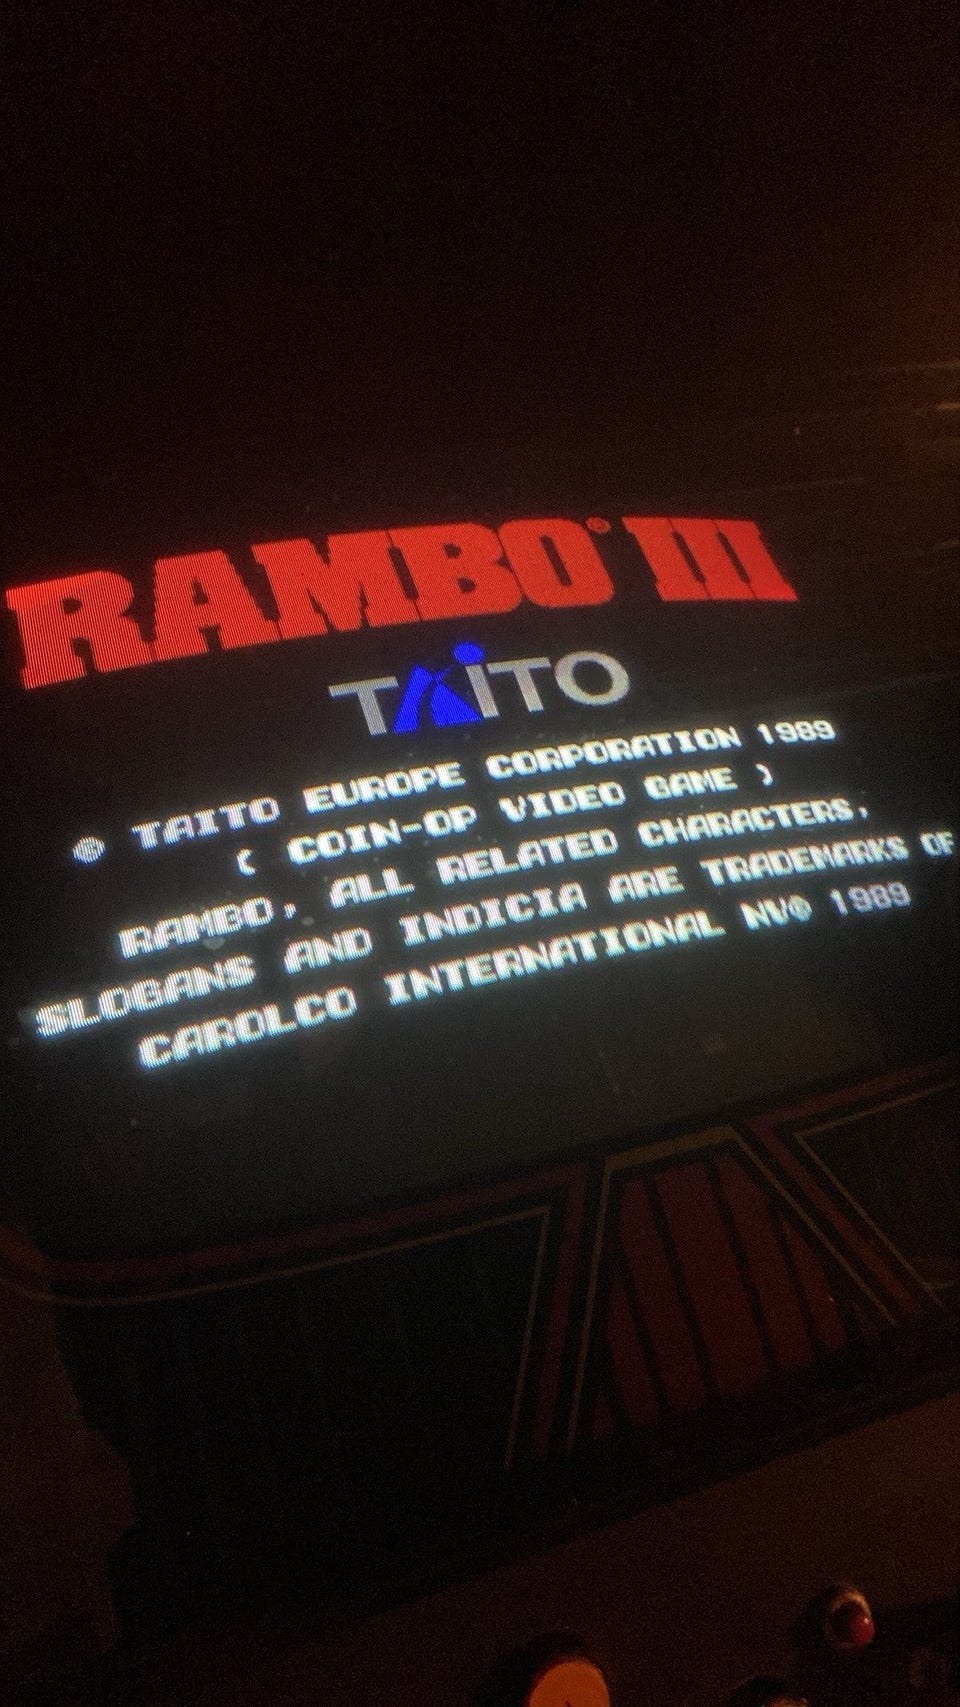 RAMBO® III
TAITO
© TAITO EUROPE CORPORATION 1989
( COIN-OP VIDEO GAME )
RAMBO, ALL RELATED CHARACTERS,
SLOGANS AND INDICIA ARE TRADEMARKS OF
CAROLCO INTERNATIONAL NV® 1989